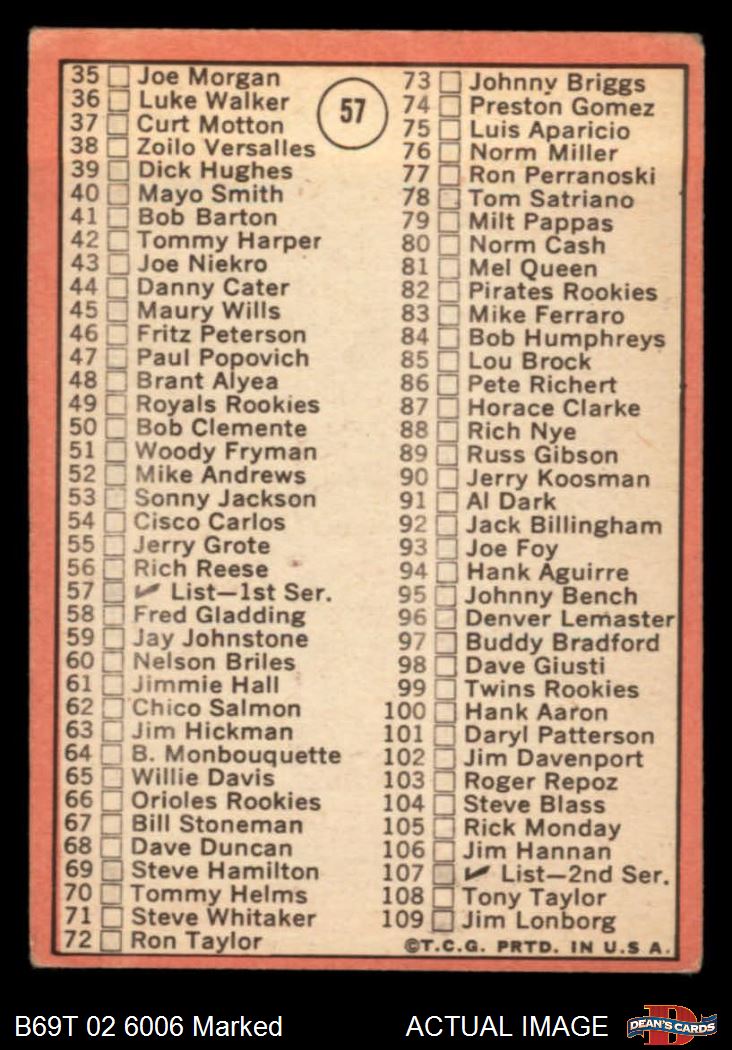 57
35 Joe Morgan
36 Luke Walker
37 Curt Motton
38 Zoilo Versalles
39 Dick Hughes
40 Mayo Smith
41 Bob Barton
42 Tommy Harper
43 Joe Niekro
44 Danny Cater
45 Maury Wills
46 Fritz Peterson
47 Paul Popovich
48 Brant Alyea
49 Royals Rookies
50 Bob Clemente
51 Woody Fryman
52 Mike Andrews
53 Sonny Jackson
54 Cisco Carlos
55 Jerry Grote
56 Rich Reese
57 ✔ List—1st Ser.
58 Fred Gladding
59 Jay Johnstone
60 Nelson Briles
61 Jimmie Hall
62 Chico Salmon
63 Jim Hickman
64 B. Monbouquette
65 Willie Davis
66 Orioles Rookies
67 Bill Stoneman
68 Dave Duncan
69 Steve Hamilton
70 Tommy Helms
71 Steve Whitaker
72 Ron Taylor
73 Johnny Briggs
74 Preston Gomez
75 Luis Aparicio
76 Norm Miller
77 Ron Perranoski
78 Tom Satriano
79 Milt Pappas
80 Norm Cash
81 Mel Queen
82 Pirates Rookies
83 Mike Ferraro
84 Bob Humphreys
85 Lou Brock
86 Pete Richert
87 Horace Clarke
88 Rich Nye
89 Russ Gibson
90 Jerry Koosman
91 Al Dark
92 Jack Billingham
93 Joe Foy
94 Hank Aguirre
95 Johnny Bench
96 Denver Lemaster
97 Buddy Bradford
98 Dave Giusti
99 Twins Rookies
100 Hank Aaron
101 Daryl Patterson
102 Jim Davenport
103 Roger Repoz
104 Steve Blass
105 Rick Monday
106 Jim Hannan
107 ✔ List—2nd Ser.
108 Tony Taylor
109 Jim Lonborg
©T.C.G. PRTD. IN U.S.A.
B69T 02 6006 Marked
ACTUAL IMAGE
D
DEAN'S CARDS